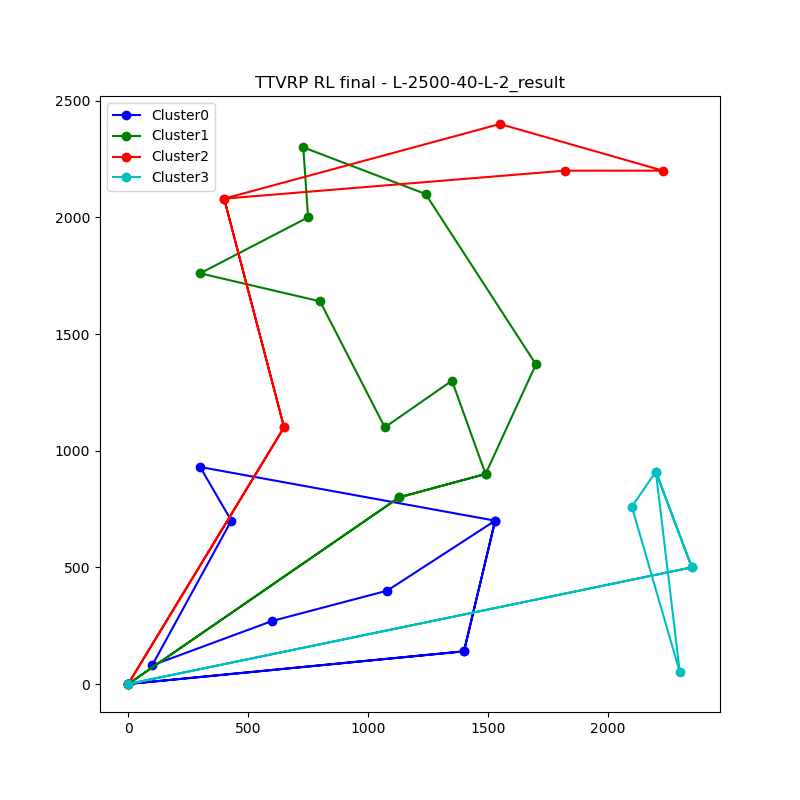 TTVRP RL final - L-2500-40-L-2_result
Cluster0
Cluster1
Cluster2
Cluster3
2500
2000
1500
1000
500
0
0 500 1000 1500 2000